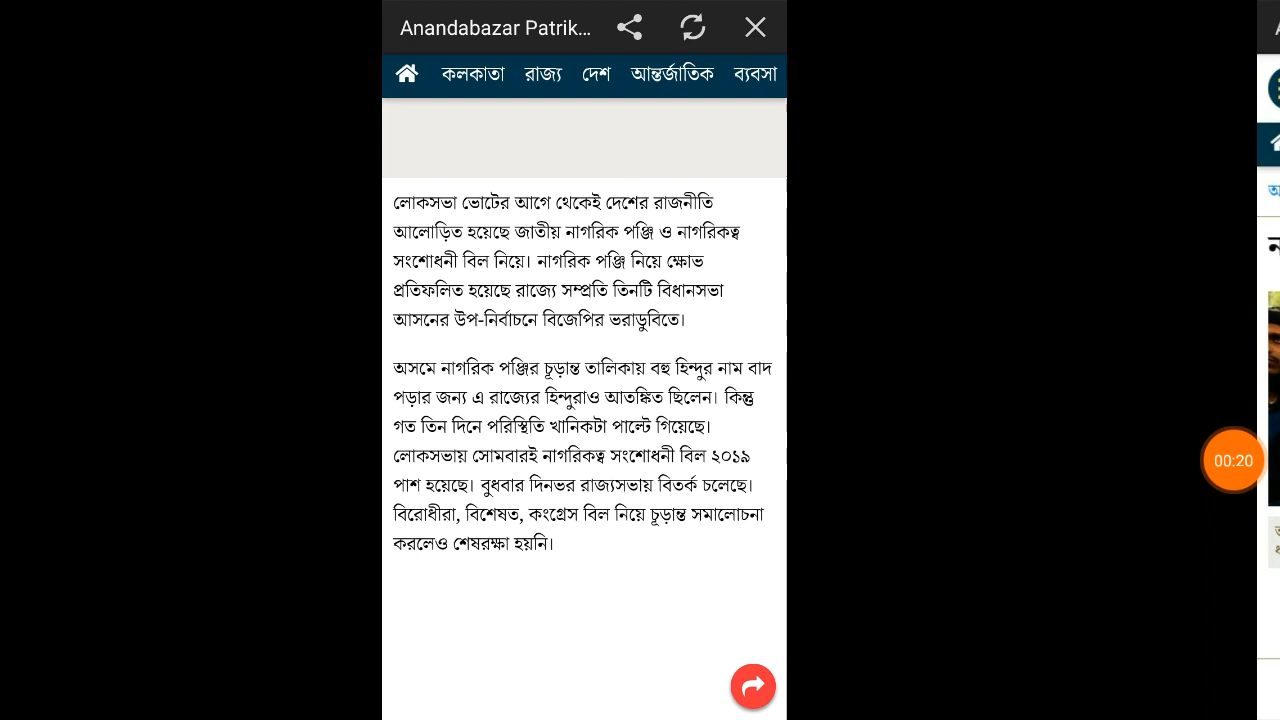 Anandabazar Patrik...
কলকাতা রাজ্য দেশ আন্তর্জাতিক ব্যবসা
লোকসভা ভোটের আগে থেকেই দেশের রাজনীতি
আলোড়িত হয়েছে জাতীয় নাগরিক পঞ্জি ও নাগরিকত্ব
সংশোধনী বিল নিয়ে। নাগরিক পঞ্জি নিয়ে ক্ষোভ
প্রতিফলিত হয়েছে রাজ্যে সম্প্রতি তিনটি বিধানসভা
আসনের উপ-নির্বাচনে বিজেপির ভরাডুবিতে।
অসমে নাগরিক পঞ্জির চূড়ান্ত তালিকায় বহু হিন্দুর নাম বাদ
পড়ার জন্য এ রাজ্যের হিন্দুরাও আতঙ্কিত ছিলেন। কিন্তু
গত তিন দিনে পরিস্থিতি খানিকটা পাল্টে গিয়েছে।
লোকসভায় সোমবারই নাগরিকত্ব সংশোধনী বিল ২০১৯
পাশ হয়েছে। বুধবার দিনভর রাজ্যসভায় বিতর্ক চলেছে।
বিরোধীরা, বিশেষত, কংগ্রেস বিল নিয়ে চূড়ান্ত সমালোচনা
করলেও শেষরক্ষা হয়নি।
00:20